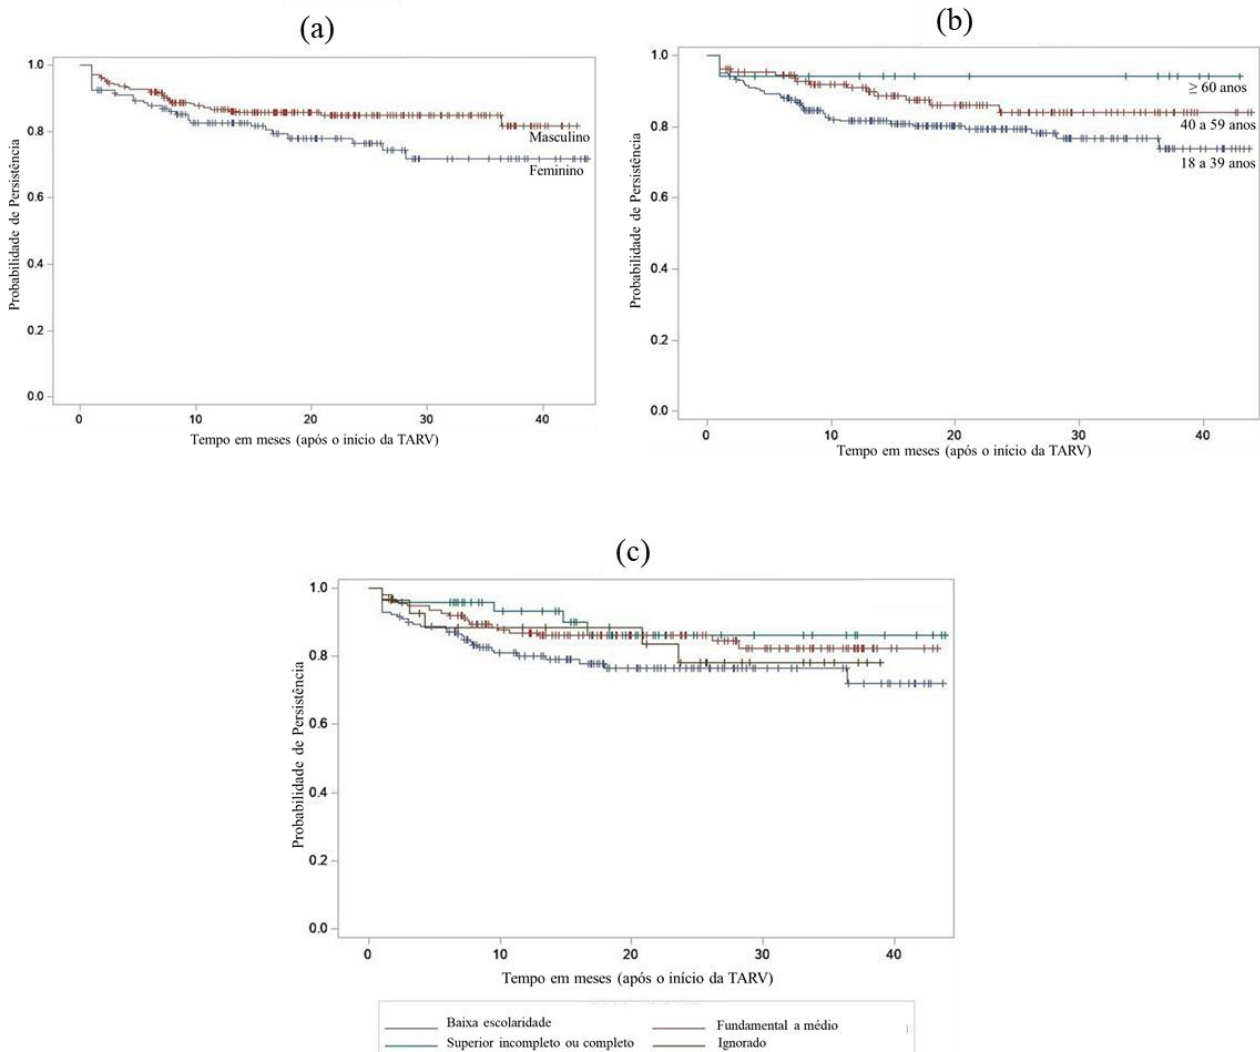 (a)
1.0
0.8
0.6
0.4
0.2
0.0
Probabilidade de Persistência
Masculino
Feminino
0 10 20 30 40
Tempo em meses (após o início da TARV)
(b)
1.0
0.8
0.6
0.4
0.2
0.0
Probabilidade de Persistência
≥ 60 anos
40 a 59 anos
18 a 39 anos
0 10 20 30 40
Tempo em meses (após o início da TARV)
(c)
1.0
0.8
0.6
0.4
0.2
0.0
Probabilidade de Persistência
0 10 20 30 40
Tempo em meses (após o início da TARV)
Baixa escolaridade
Fundamental a médio
Superior incompleto ou completo
Ignorado